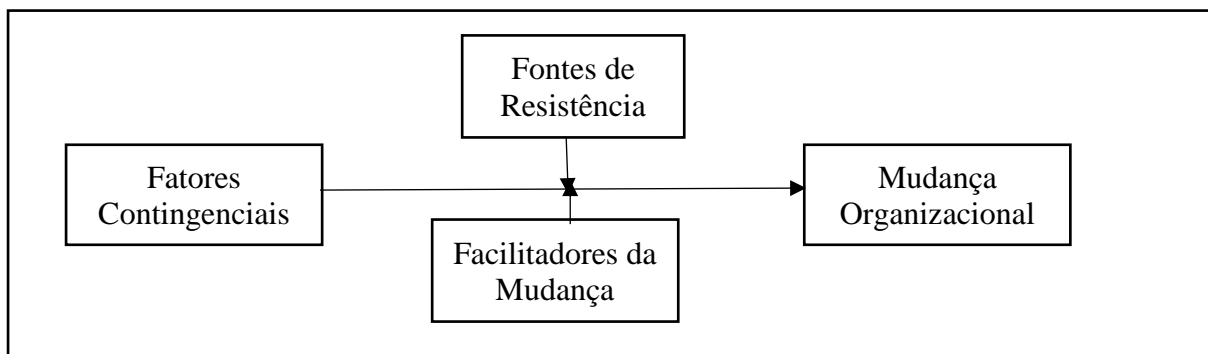 Fontes de
Resistência
Fatores
Contingenciais
Mudança
Organizacional
Facilitadores da
Mudança